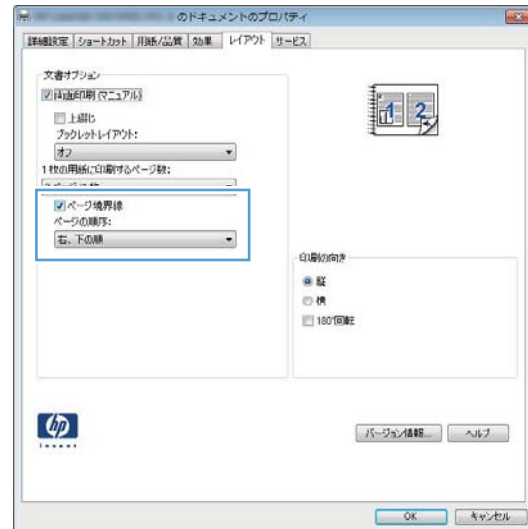 のドキュメントのプロパティ
詳細設定 ショートカット 用紙/品質 効果 レイアウト サービス
文書オプション
両面印刷(マニュアル)
上綴じ
ブックレットレイアウト:
オフ
1枚の用紙に印刷するページ数:
ページ境界線
ページの順序:
右、下の順
1 2
印刷の向き
縦
横
180°回転
hp
invent
バージョン情報... ヘルプ
OK キャンセル